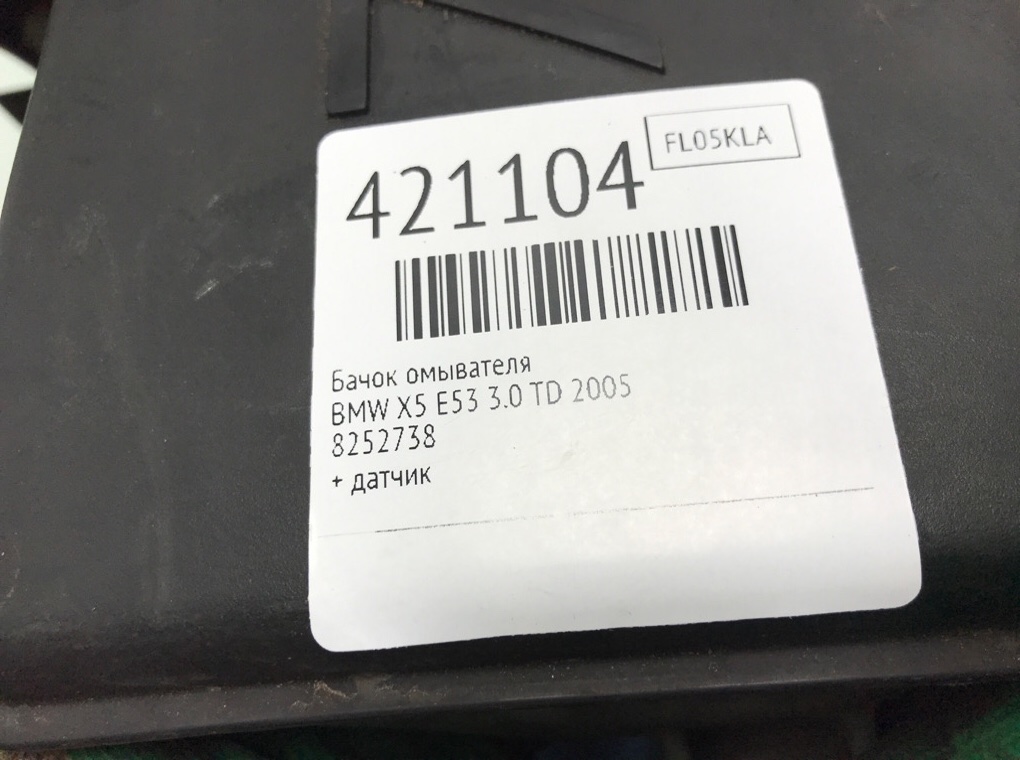 FL05KLA
421104
Бачок омывателя
BMW X5 E53 3.0 TD 2005
8252738
+ датчик